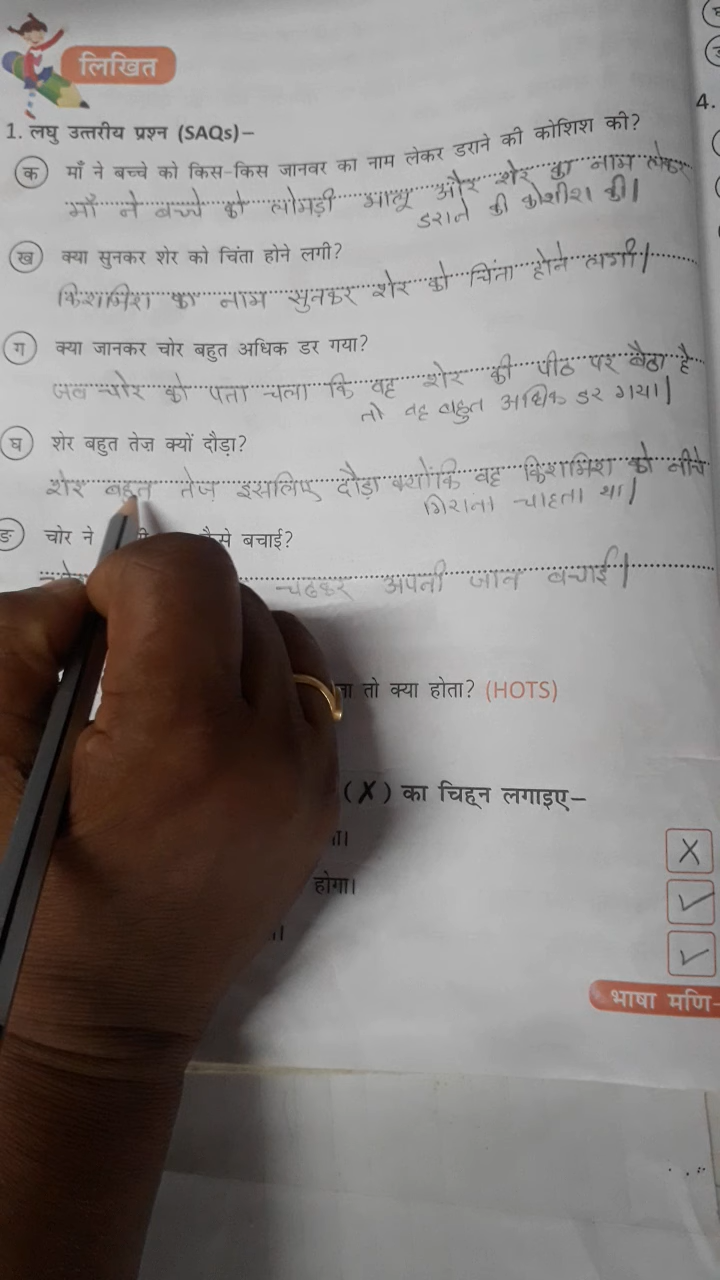 लिखित
1. लघु उत्तरीय प्रश्न (SAQs)–
4.
क माँ ने बच्चे को किस-किस जानवर का नाम लेकर डराने की कोशिश की?
माँ ने बच्चे को लोमड़ी भालू और शेर का नाम लेकर
डराने की कोशीश की|
ख क्या सुनकर शेर को चिंता होने लगी?
किशमिश का नाम सुनकर शेर को चिंता होने लगी|
ग क्या जानकर चोर बहुत अधिक डर गया?
जब चोर को पता चला कि वह शेर की पीठ पर बैठा है
तो वह बहुत अधिक डर गया|
घ शेर बहुत तेज़ क्यों दौड़ा?
शेर बहुत तेज़ इसलिए दौड़ा क्योंकि वह किशमिश को नीचे
गिराना चाहता था|
ङ चोर ने कैसे बचाई?
चढकर अपनी जान बचाई|
तो क्या होता? (HOTS)
(X) का चिह्न लगाइए–
X
होगा।
✓
✓
भाषा मणि-